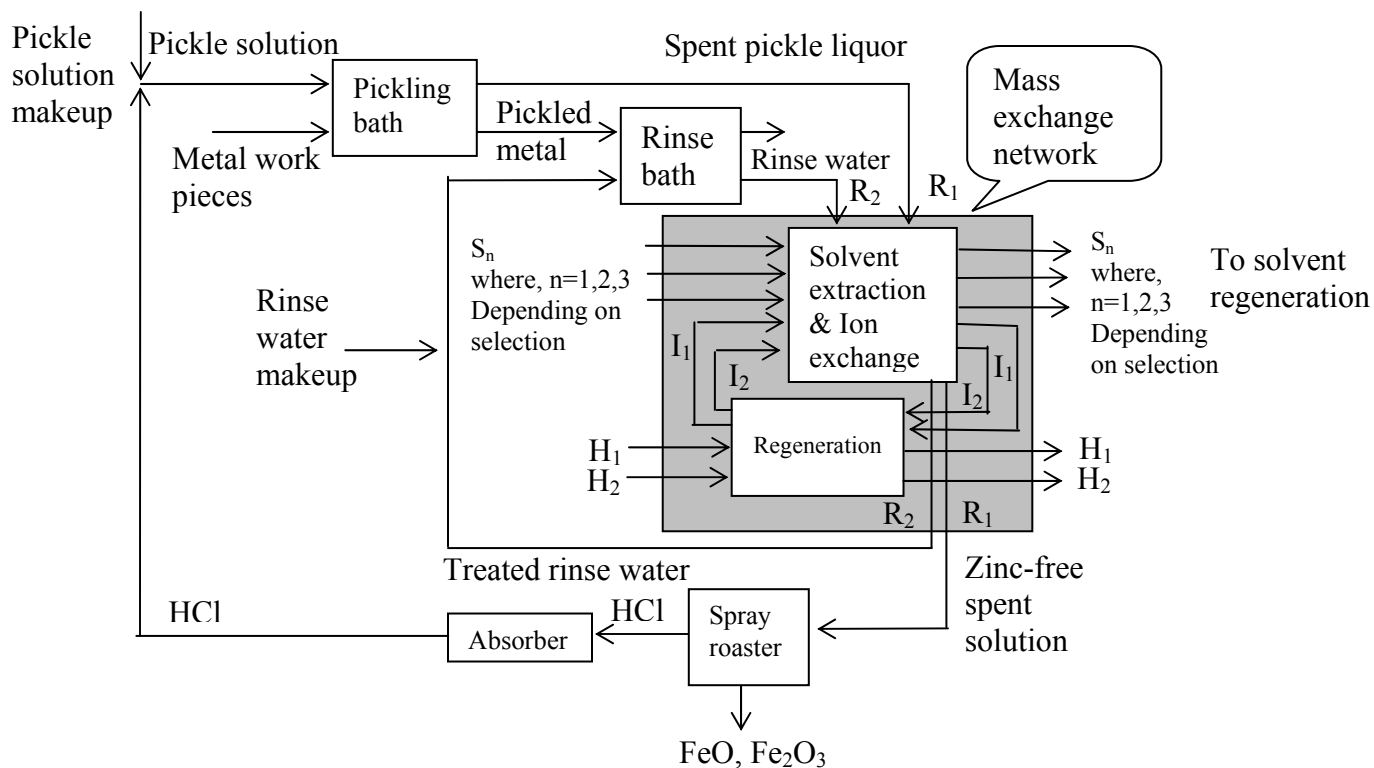 Pickle
solution
makeup
Pickle solution
Spent pickle liquor
Pickling
bath
Pickled
metal
Metal work
pieces
Rinse
bath
Rinse water
R₂
R₁
Mass
exchange
network
Sₙ
where, n=1,2,3
Depending on
selection
Solvent
extraction
& Ion
exchange
Sₙ
where,
n=1,2,3
Depending
on selection
To solvent
regeneration
Rinse
water
makeup
I₁
I₂
I₁
I₂
Regeneration
H₁
H₂
H₁
H₂
R₂
R₁
Treated rinse water
Zinc-free
spent
solution
HCl
Absorber
HCl
Spray
roaster
FeO, Fe₂O₃